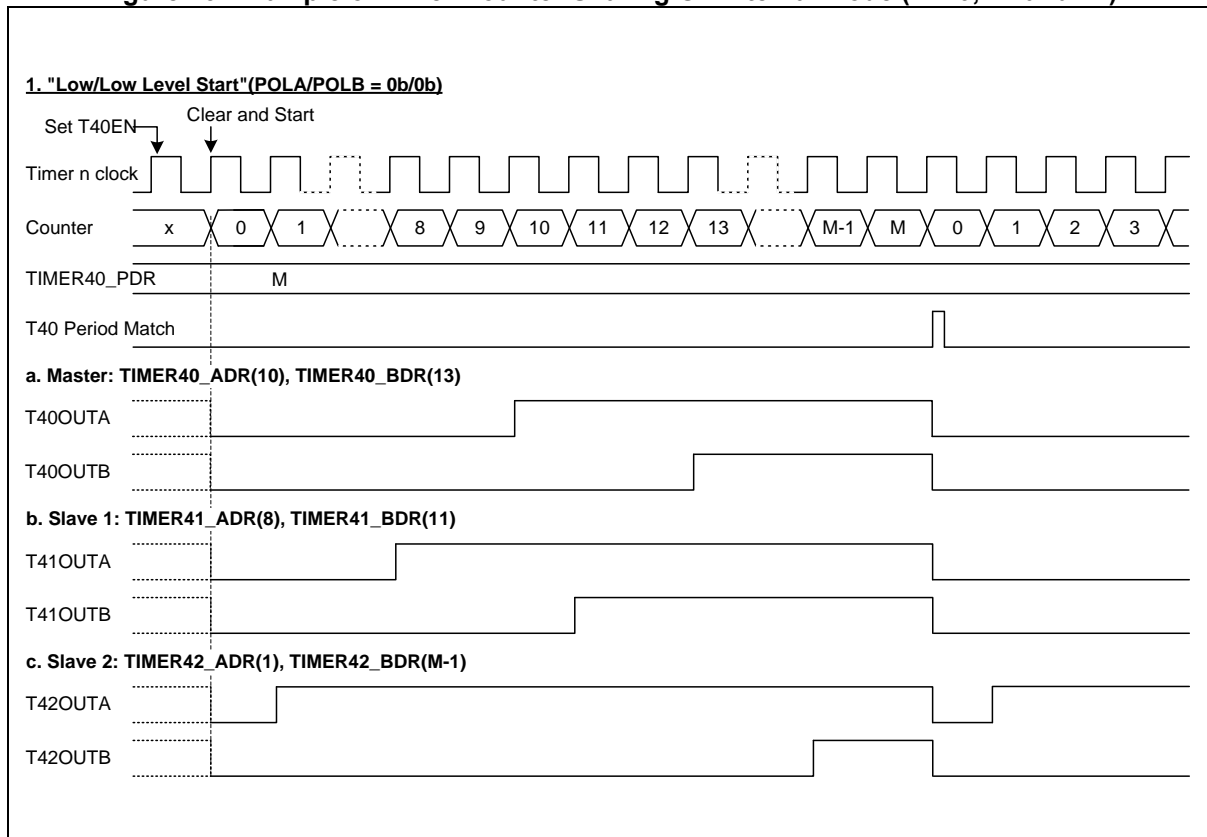 1. "Low/Low Level Start"(POLA/POLB = 0b/0b)
Set T40EN
Clear and Start
Timer n clock
Counter x 0 1 8 9 10 11 12 13 M-1 M 0 1 2 3
TIMER40_PDR M
T40 Period Match
a. Master: TIMER40_ADR(10), TIMER40_BDR(13)
T40OUTA
T40OUTB
b. Slave 1: TIMER41_ADR(8), TIMER41_BDR(11)
T41OUTA
T41OUTB
c. Slave 2: TIMER42_ADR(1), TIMER42_BDR(M-1)
T42OUTA
T42OUTB